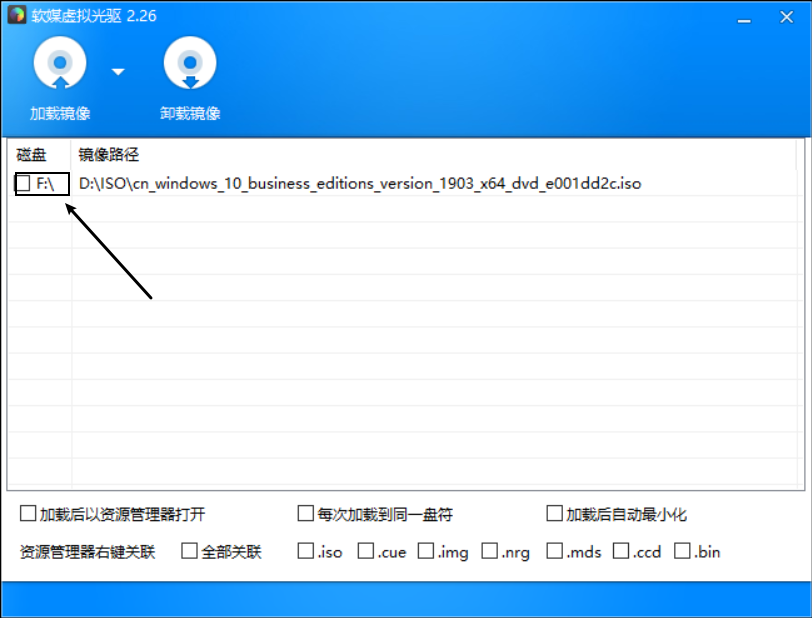 软媒虚拟光驱 2.26
加载镜像 卸载镜像
磁盘 镜像路径
F:\ D:\ISO\cn_windows_10_business_editions_version_1903_x64_dvd_e001dd2c.iso
加载后以资源管理器打开 每次加载到同一盘符 加载后自动最小化
资源管理器右键关联 全部关联 .iso .cue .img .nrg .mds .ccd .bin